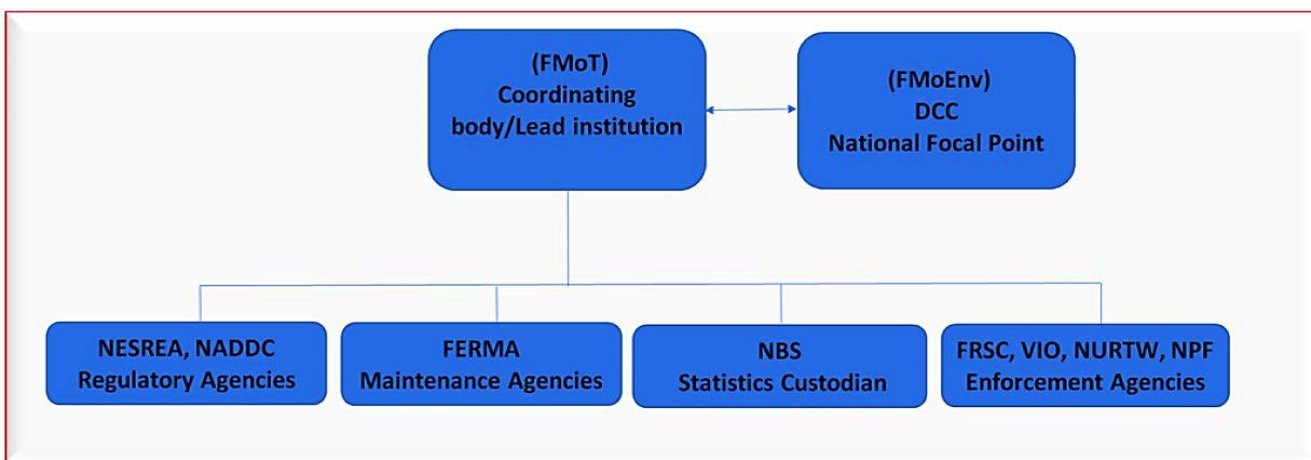 (FMoT)
Coordinating
body/Lead institution
(FMoEnv)
DCC
National Focal Point
NESREA, NADDC
Regulatory Agencies
FERMA
Maintenance Agencies
NBS
Statistics Custodian
FRSC, VIO, NURTW, NPF
Enforcement Agencies